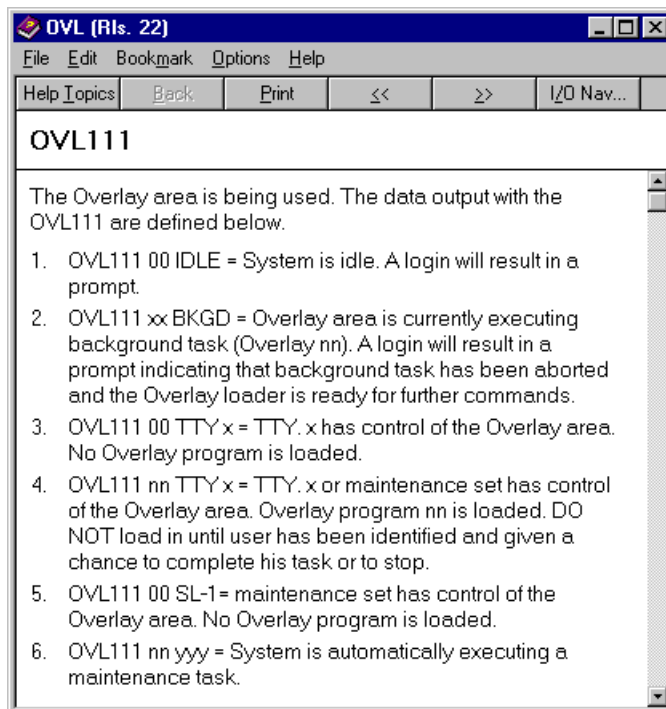 OVL (Rls. 22)
File Edit Bookmark Options Help
Help Topics Back Print << >> I/O Nav...
OVL111
The Overlay area is being used. The data output with the
OVL111 are defined below.
1. OVL111 00 IDLE = System is idle. A login will result in a
prompt.
2. OVL111 xx BKGD = Overlay area is currently executing
background task (Overlay nn). A login will result in a
prompt indicating that background task has been aborted
and the Overlay loader is ready for further commands.
3. OVL111 00 TTY x = TTY. x has control of the Overlay area.
No Overlay program is loaded.
4. OVL111 nn TTY x = TTY. x or maintenance set has control
of the Overlay area. Overlay program nn is loaded. DO
NOT load in until user has been identified and given a
chance to complete his task or to stop.
5. OVL111 00 SL-1= maintenance set has control of the
Overlay area. No Overlay program is loaded.
6. OVL111 nn yyy = System is automatically executing a
maintenance task.